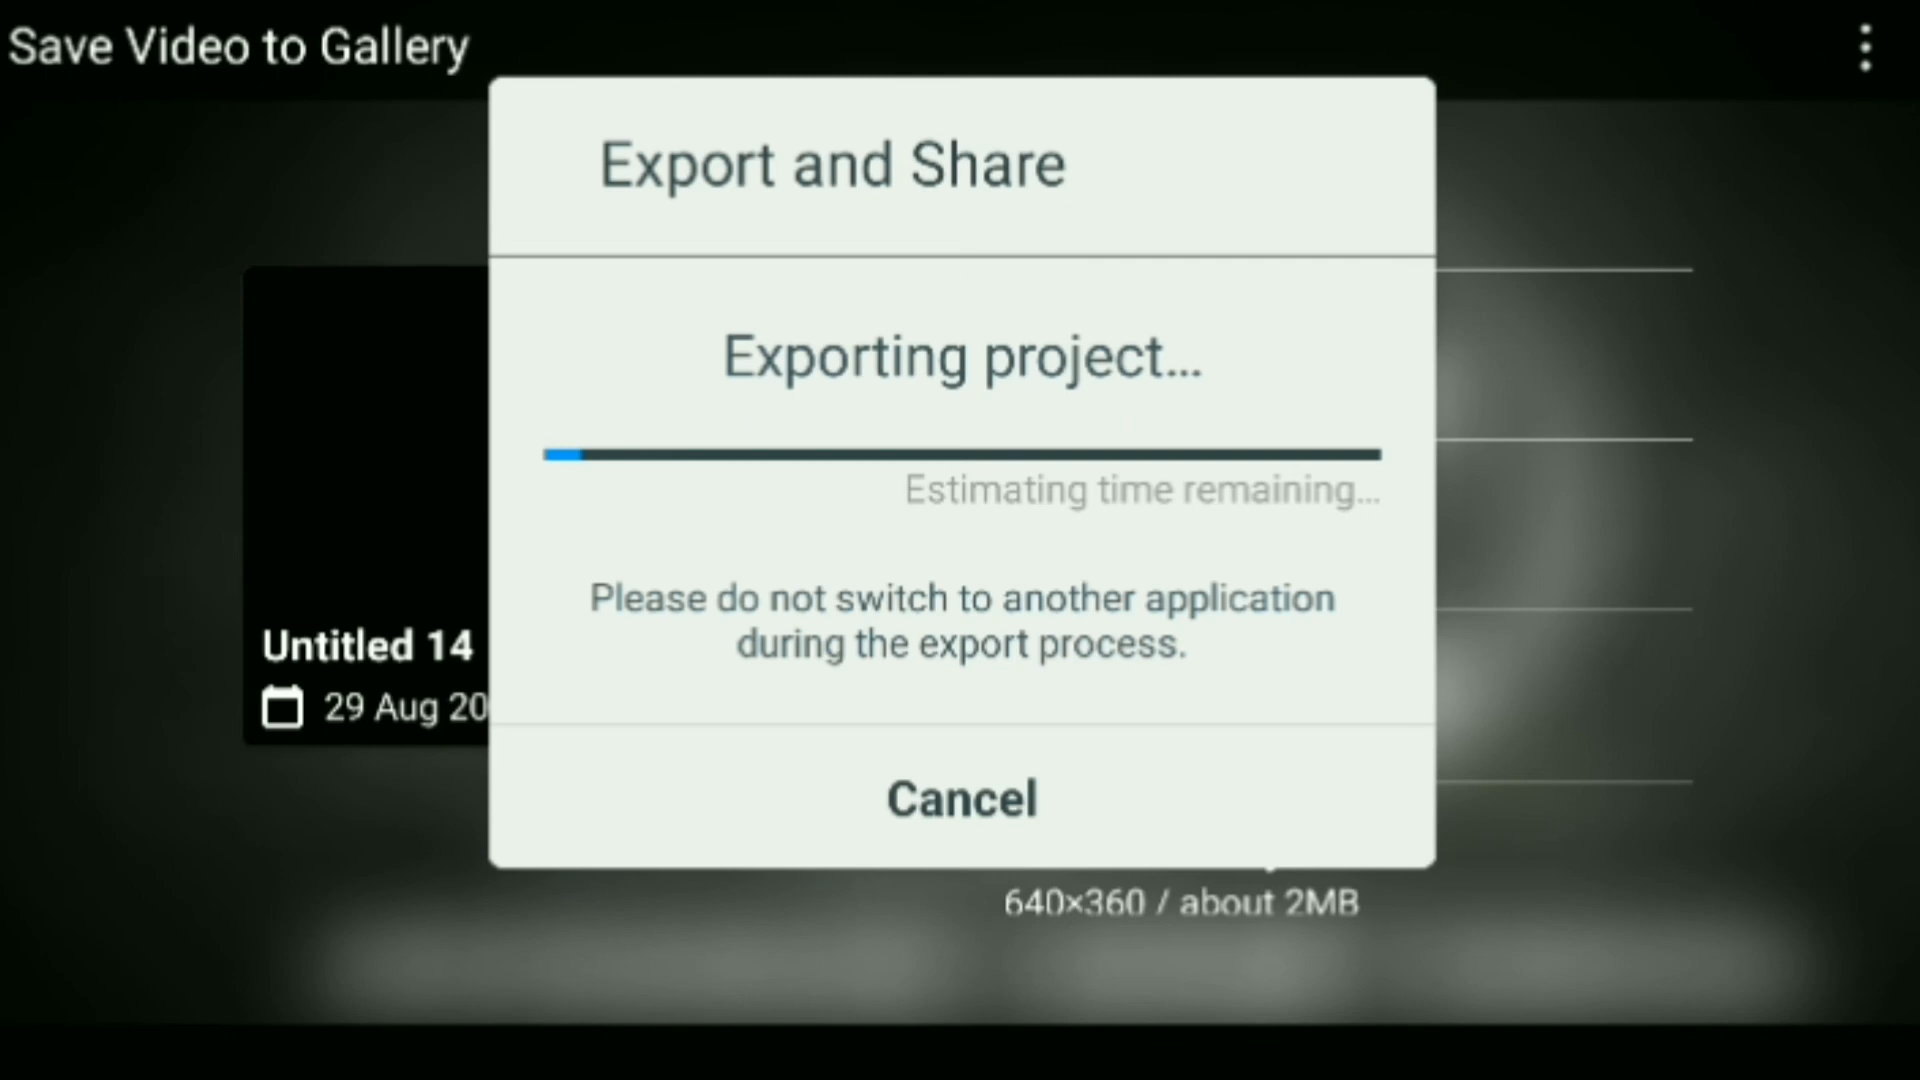 Save Video to Gallery
Export and Share
Exporting project...
Estimating time remaining...
Please do not switch to another application
during the export process.
Untitled 14
29 Aug 20
Cancel
640×360 / about 2MB